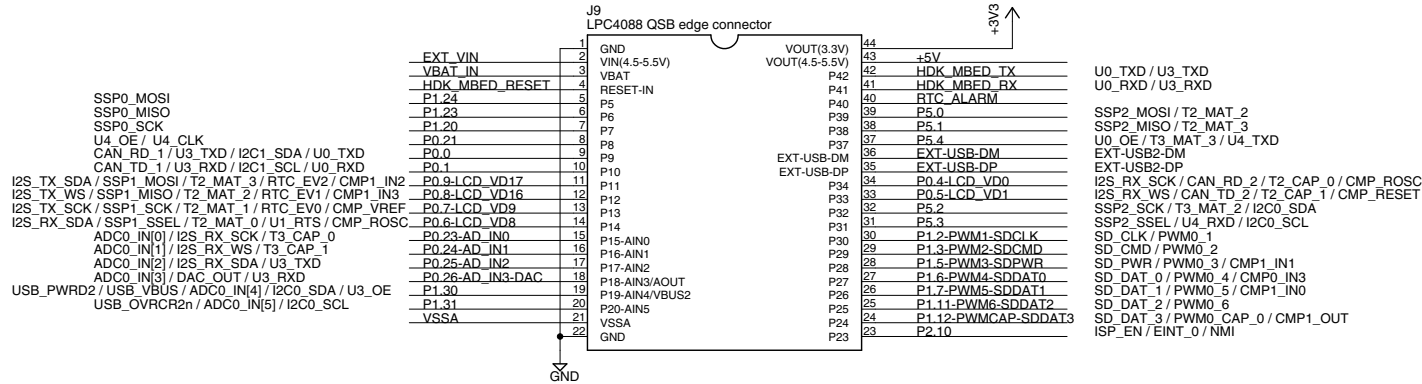 J9
LPC4088 QSB edge connector
+3V3
1 GND VOUT(3.3V) 44
EXT_VIN 2 VIN(4.5-5.5V) VOUT(4.5-5.5V) 43 +5V
VBAT_IN 3 VBAT P42 42 HDK_MBED_TX U0_TXD / U3_TXD
HDK_MBED_RESET 4 RESET-IN P41 41 HDK_MBED_RX U0_RXD / U3_RXD
SSP0_MOSI P1.24 5 P5 P40 40 RTC_ALARM
SSP0_MISO P1.23 6 P6 P39 39 P5.0 SSP2_MOSI / T2_MAT_2
SSP0_SCK P1.20 7 P7 P38 38 P5.1 SSP2_MISO / T2_MAT_3
U4_OE / U4_CLK P0.21 8 P8 P37 37 P5.4 U0_OE / T3_MAT_3 / U4_TXD
CAN_RD_1 / U3_TXD / I2C1_SDA / U0_TXD P0.0 9 P9 EXT-USB-DM 36 EXT-USB-DM EXT-USB2-DM
CAN_TD_1 / U3_RXD / I2C1_SCL / U0_RXD P0.1 10 P10 EXT-USB-DP 35 EXT-USB-DP EXT-USB2-DP
I2S_TX_SDA / SSP1_MOSI / T2_MAT_3 / RTC_EV2 / CMP1_IN2 P0.9-LCD_VD17 11 P11 P34 34 P0.4-LCD_VD0 I2S_RX_SCK / CAN_RD_2 / T2_CAP_0 / CMP_ROSC
I2S_TX_WS / SSP1_MISO / T2_MAT_2 / RTC_EV1 / CMP1_IN3 P0.8-LCD_VD16 12 P12 P33 33 P0.5-LCD_VD1 I2S_RX_WS / CAN_TD_2 / T2_CAP_1 / CMP_RESET
I2S_TX_SCK / SSP1_SCK / T2_MAT_1 / RTC_EV0 / CMP_VREF P0.7-LCD_VD9 13 P13 P32 32 P5.2 SSP2_SCK / T3_MAT_2 / I2C0_SDA
I2S_RX_SDA / SSP1_SSEL / T2_MAT_0 / U1_RTS / CMP_ROSC P0.6-LCD_VD8 14 P14 P31 31 P5.3 SSP2_SSEL / U4_RXD / I2C0_SCL
ADC0_IN[0] / I2S_RX_SCK / T3_CAP_0 P0.23-AD_IN0 15 P15-AIN0 P30 30 P1.2-PWM1-SDCLK SD_CLK / PWM0_1
ADC0_IN[1] / I2S_RX_WS / T3_CAP_1 P0.24-AD_IN1 16 P16-AIN1 P29 29 P1.3-PWM2-SDCMD SD_CMD / PWM0_2
ADC0_IN[2] / I2S_RX_SDA / U3_TXD P0.25-AD_IN2 17 P17-AIN2 P28 28 P1.5-PWM3-SDPWR SD_PWR / PWM0_3 / CMP1_IN1
ADC0_IN[3] / DAC_OUT / U3_RXD P0.26-AD_IN3-DAC 18 P18-AIN3/AOUT P27 27 P1.6-PWM4-SDDAT0 SD_DAT_0 / PWM0_4 / CMP0_IN3
USB_PWRD2 / USB_VBUS / ADC0_IN[4] / I2C0_SDA / U3_OE P1.30 19 P19-AIN4/VBUS2 P26 26 P1.7-PWM5-SDDAT1 SD_DAT_1 / PWM0_5 / CMP1_IN0
USB_OVRCR2n / ADC0_IN[5] / I2C0_SCL P1.31 20 P20-AIN5 P25 25 P1.11-PWM6-SDDAT2 SD_DAT_2 / PWM0_6
VSSA 21 VSSA P24 24 P1.12-PWMCAP-SDDAT3 SD_DAT_3 / PWM0_CAP_0 / CMP1_OUT
22 GND P23 23 P2.10 ISP_EN / EINT_0 / NMI
GND